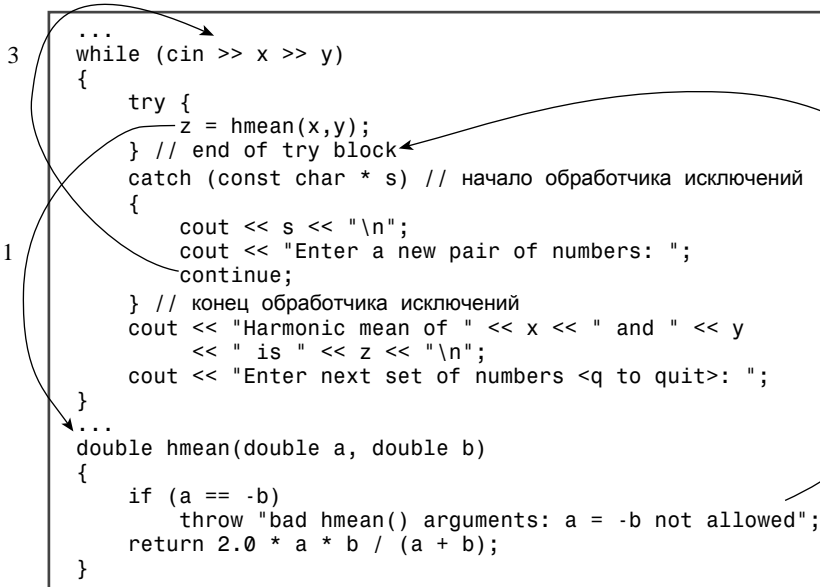 ...
3
while (cin >> x >> y)
{
try {
z = hmean(x,y);
} // end of try block
catch (const char * s) // начало обработчика исключений
{
cout << s << "\n";
cout << "Enter a new pair of numbers: ";
1
continue;
} // конец обработчика исключений
cout << "Harmonic mean of " << x << " and " << y
<< " is " << z << "\n";
cout << "Enter next set of numbers <q to quit>: ";
}
...
double hmean(double a, double b)
{
if (a == -b)
throw "bad hmean() arguments: a = -b not allowed";
return 2.0 * a * b / (a + b);
}